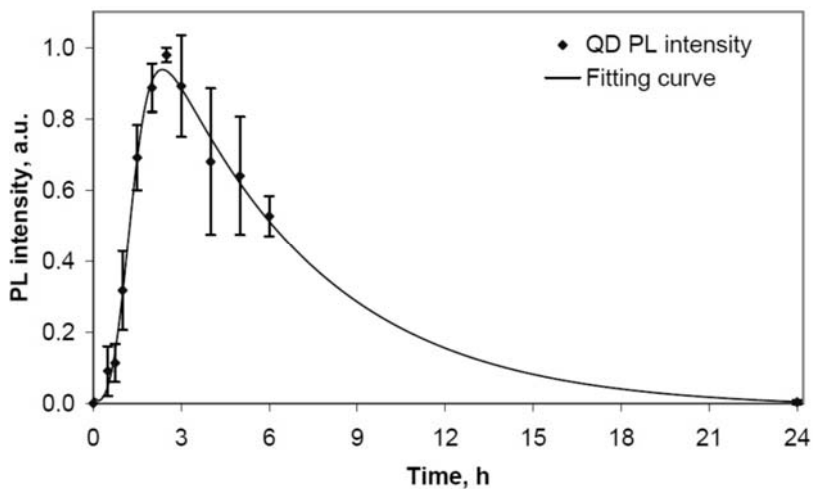 1.0
0.8
0.6
0.4
0.2
0.0
PL intensity, a.u.
QD PL intensity
Fitting curve
0 3 6 9 12 15 18 21 24
Time, h